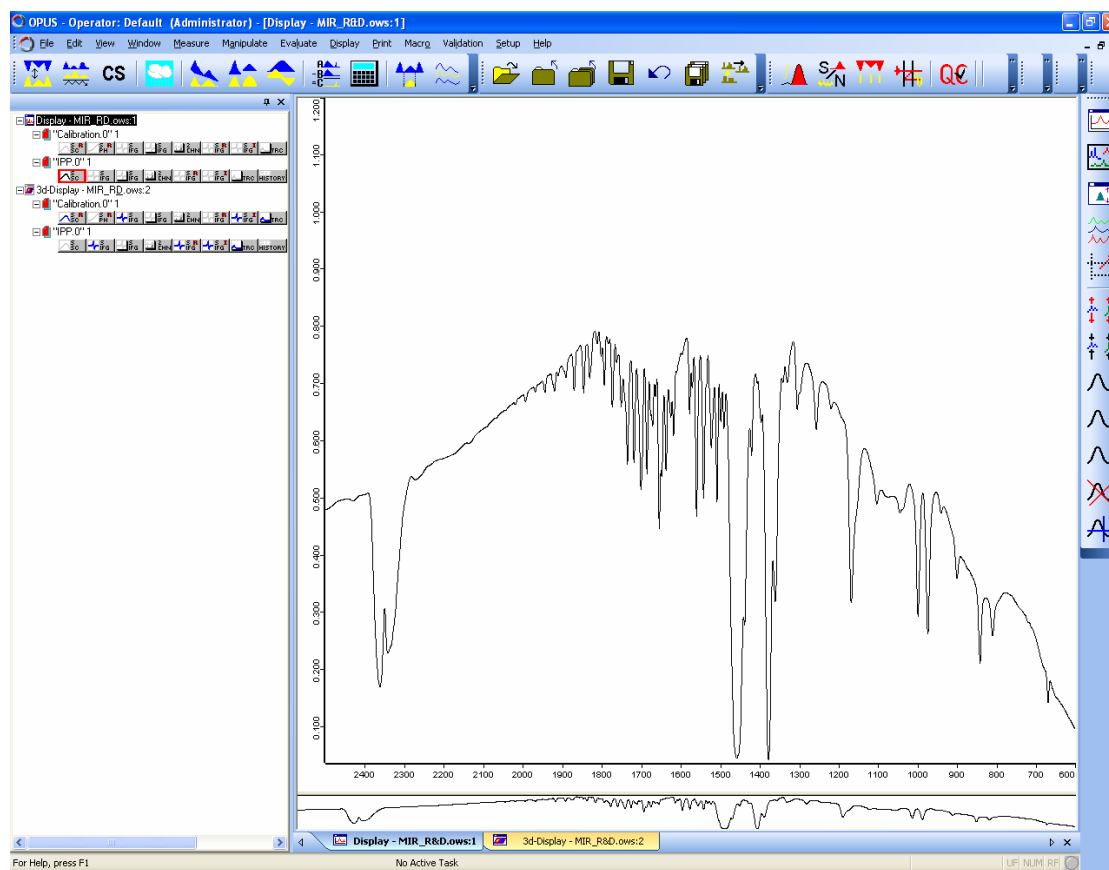 OPUS - Operator: Default (Administrator) - [Display - MIR_R&D.ows:1]
File Edit View Window Measure Manipulate Evaluate Display Print Macro Validation Setup Help
CS
S/N
QC
Display - MIR_RD.ows:1
"Calibration.0" 1
"IPP.0" 1
HISTORY
3d-Display - MIR_RD.ows:2
"Calibration.0" 1
"IPP.0" 1
HISTORY
1.200
1.100
1.000
0.900
0.800
0.700
0.600
0.500
0.400
0.300
0.200
0.100
2400 2300 2200 2100 2000 1900 1800 1700 1600 1500 1400 1300 1200 1100 1000 900 800 700 600
Display - MIR_R&D.ows:1 3d-Display - MIR_R&D.ows:2
For Help, press F1 No Active Task UF NUM RF